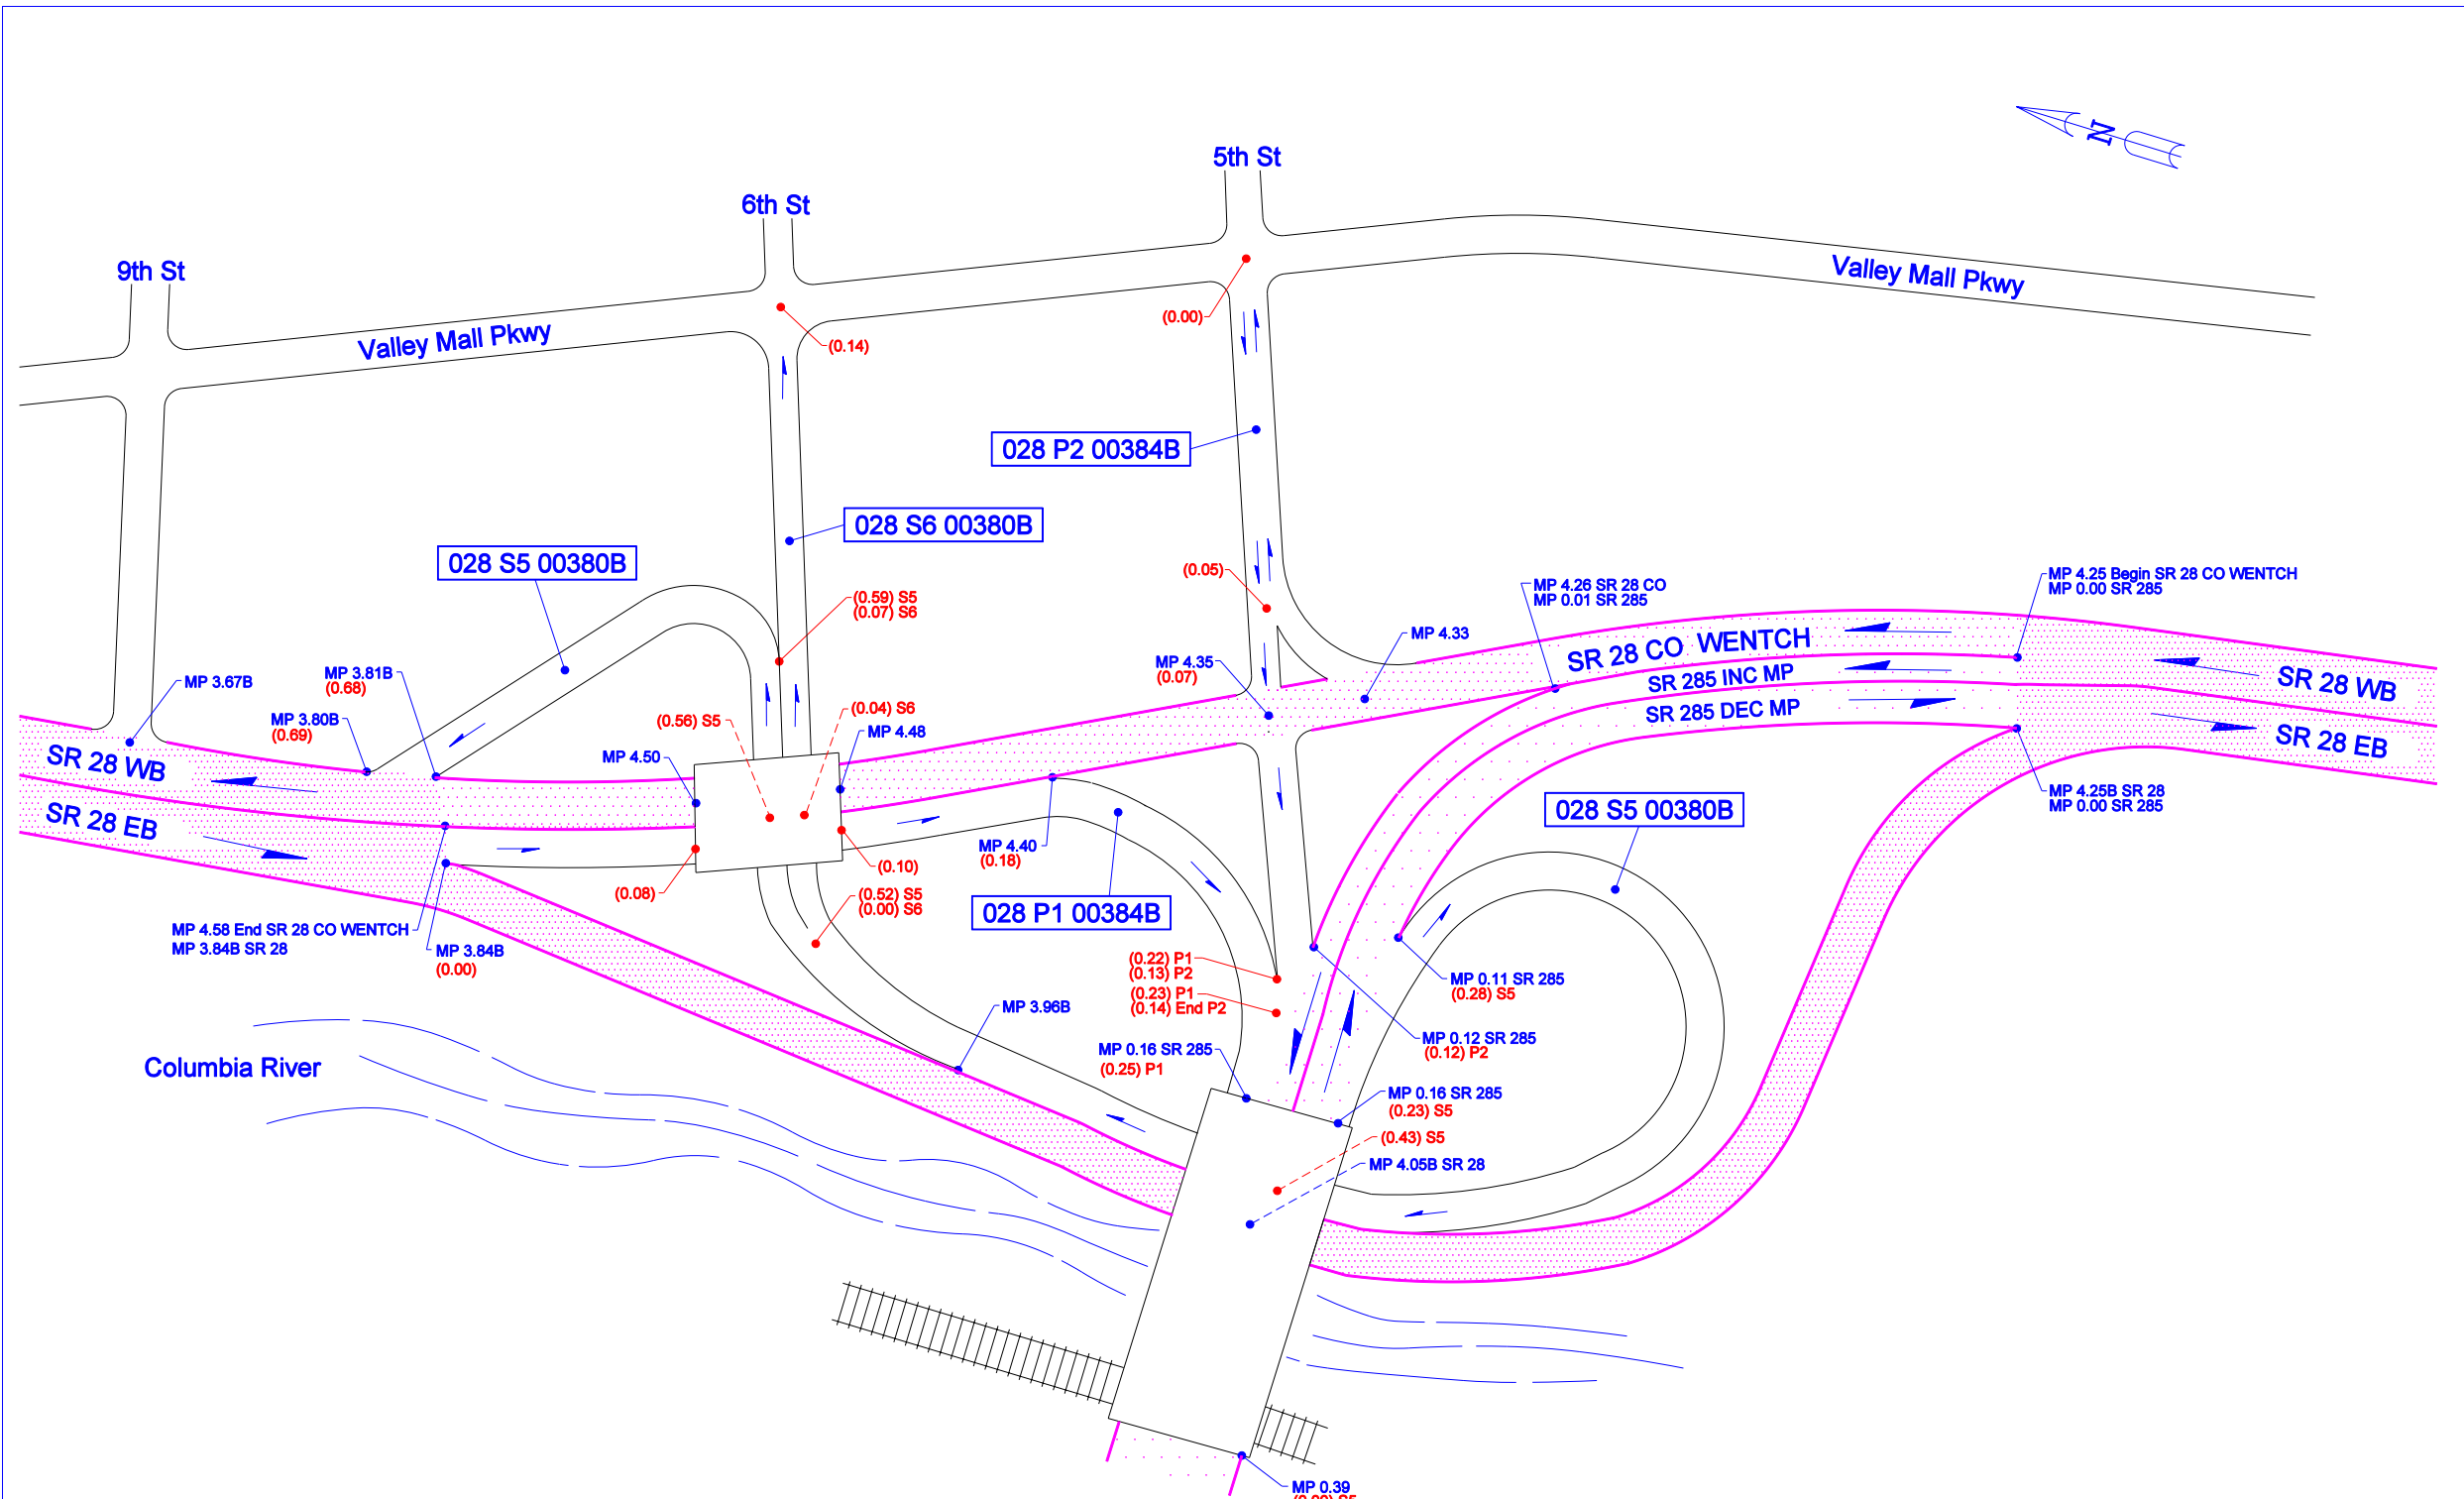 N
5th St
6th St
9th St
Valley Mall Pkwy
(0.00)
Valley Mall Pkwy
(0.14)
028 P2 00384B
028 S6 00380B
028 S5 00380B
(0.05)
MP 4.26 SR 28 CO
MP 0.01 SR 285
MP 4.25 Begin SR 28 CO WENTCH
MP 0.00 SR 285
(0.59) S5
(0.07) S6
MP 4.33
SR 28 CO WENTCH
MP 4.35
(0.07)
MP 3.67B
MP 3.81B
(0.68)
SR 285 INC MP
SR 28 WB
(0.56) S5
(0.04) S6
MP 3.80B
(0.69)
SR 285 DEC MP
MP 4.48
SR 28 EB
MP 4.50
SR 28 WB
MP 4.25B SR 28
MP 0.00 SR 285
028 S5 00380B
SR 28 EB
MP 4.40
(0.18)
(0.10)
(0.08)
(0.52) S5
(0.00) S6
028 P1 00384B
MP 4.58 End SR 28 CO WENTCH
MP 3.84B SR 28
MP 3.84B
(0.00)
(0.22) P1
(0.13) P2
MP 0.11 SR 285
(0.28) S5
(0.23) P1
(0.14) End P2
MP 3.96B
MP 0.12 SR 285
(0.12) P2
MP 0.16 SR 285
(0.25) P1
Columbia River
MP 0.16 SR 285
(0.23) S5
(0.43) S5
MP 4.05B SR 28
MP 0.39